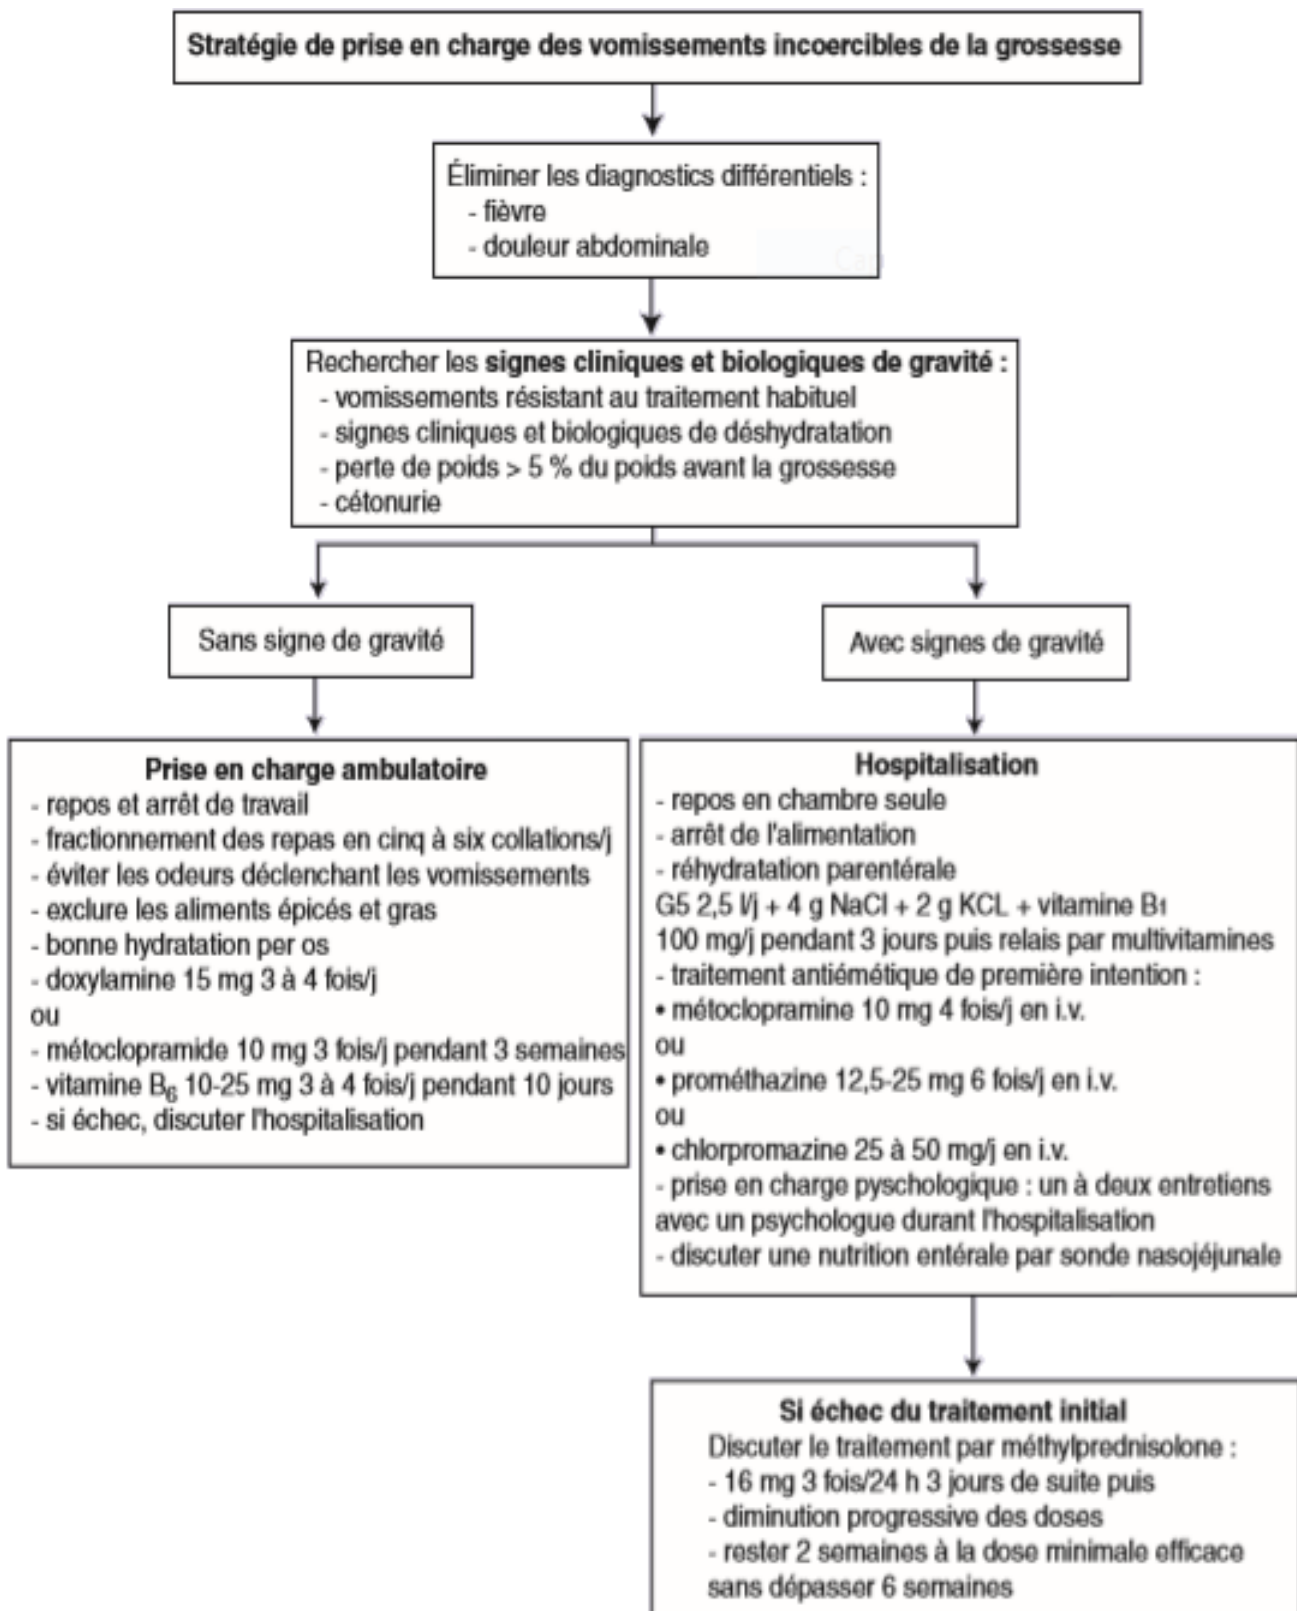 Stratégie de prise en charge des vomissements incoercibles de la grossesse
Éliminer les diagnostics différentiels :
- fièvre
- douleur abdominale
Rechercher les signes cliniques et biologiques de gravité :
- vomissements résistant au traitement habituel
- signes cliniques et biologiques de déshydratation
- perte de poids > 5 % du poids avant la grossesse
- cétonurie
Sans signe de gravité
Avec signes de gravité
Prise en charge ambulatoire
- repos et arrêt de travail
- fractionnement des repas en cinq à six collations/j
- éviter les odeurs déclenchant les vomissements
- exclure les aliments épicés et gras
- bonne hydratation per os
- doxylamine 15 mg 3 à 4 fois/j
ou
- métoclopramide 10 mg 3 fois/j pendant 3 semaines
- vitamine B₆ 10-25 mg 3 à 4 fois/j pendant 10 jours
- si échec, discuter l'hospitalisation
Hospitalisation
- repos en chambre seule
- arrêt de l'alimentation
- réhydratation parentérale
G5 2,5 l/j + 4 g NaCl + 2 g KCL + vitamine B1
100 mg/j pendant 3 jours puis relais par multivitamines
- traitement antiémétique de première intention :
• métoclopramine 10 mg 4 fois/j en i.v.
ou
• prométhazine 12,5-25 mg 6 fois/j en i.v.
ou
• chlorpromazine 25 à 50 mg/j en i.v.
- prise en charge pyschologique : un à deux entretiens
avec un psychologue durant l'hospitalisation
- discuter une nutrition entérale par sonde nasojéjunale
Si échec du traitement initial
Discuter le traitement par méthylprednisolone :
- 16 mg 3 fois/24 h 3 jours de suite puis
- diminution progressive des doses
- rester 2 semaines à la dose minimale efficace
sans dépasser 6 semaines